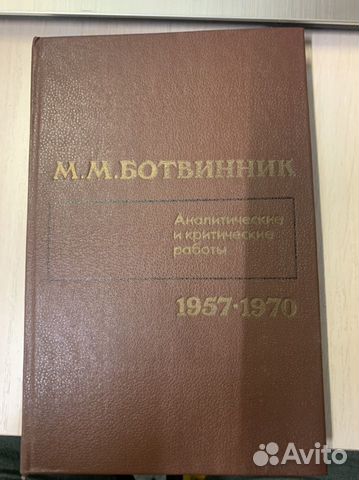 М.М.БОТВИННИК
Аналитические
и критические
работы
1957·1970
Avito